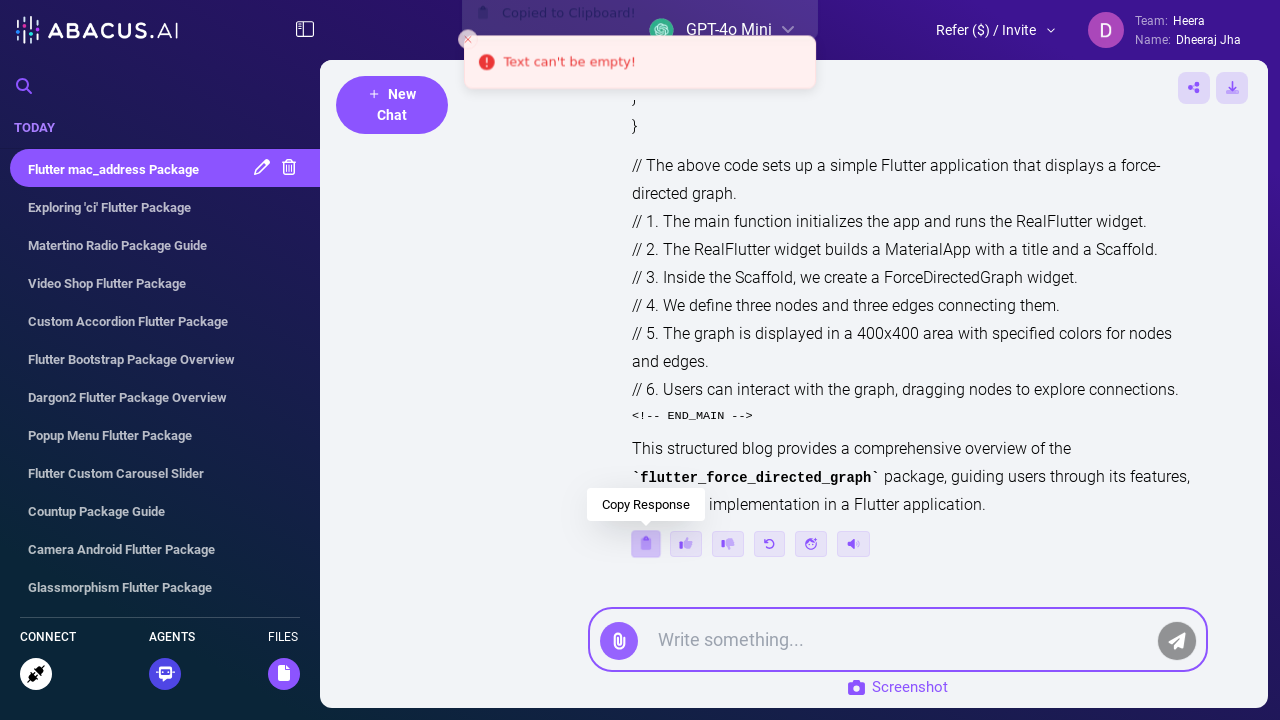 ABACUS.AI
Copied to Clipboard!
GPT-4o Mini
Text can't be empty!
Refer ($) / Invite
D
Team: Heera
Name: Dheeraj Jha
TODAY
Flutter mac_address Package
Exploring 'ci' Flutter Package
Matertino Radio Package Guide
Video Shop Flutter Package
Custom Accordion Flutter Package
Flutter Bootstrap Package Overview
Dargon2 Flutter Package Overview
Popup Menu Flutter Package
Flutter Custom Carousel Slider
Countup Package Guide
Camera Android Flutter Package
Glassmorphism Flutter Package
CONNECT
AGENTS
FILES
+ New
Chat
}
}
// The above code sets up a simple Flutter application that displays a force-
directed graph.
// 1. The main function initializes the app and runs the RealFlutter widget.
// 2. The RealFlutter widget builds a MaterialApp with a title and a Scaffold.
// 3. Inside the Scaffold, we create a ForceDirectedGraph widget.
// 4. We define three nodes and three edges connecting them.
// 5. The graph is displayed in a 400x400 area with specified colors for nodes
and edges.
// 6. Users can interact with the graph, dragging nodes to explore connections.
<!-- END_MAIN -->
This structured blog provides a comprehensive overview of the
`flutter_force_directed_graph` package, guiding users through its features,
implementation in a Flutter application.
Copy Response
Write something...
Screenshot